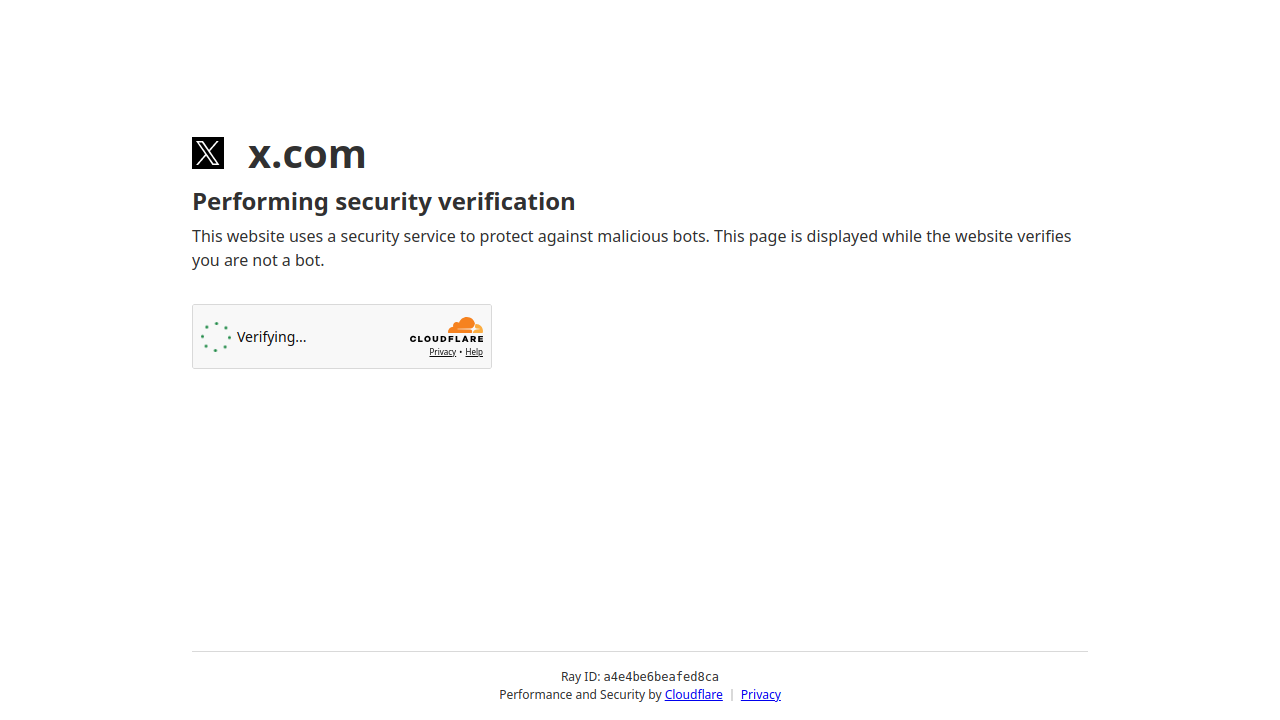 x.com
Performing security verification
This website uses a security service to protect against malicious bots. This page is displayed while the website verifies
you are not a bot.
Verifying...
CLOUDFLARE
Privacy • Help
Ray ID: a4e4be6beafed8ca
Performance and Security by Cloudflare | Privacy